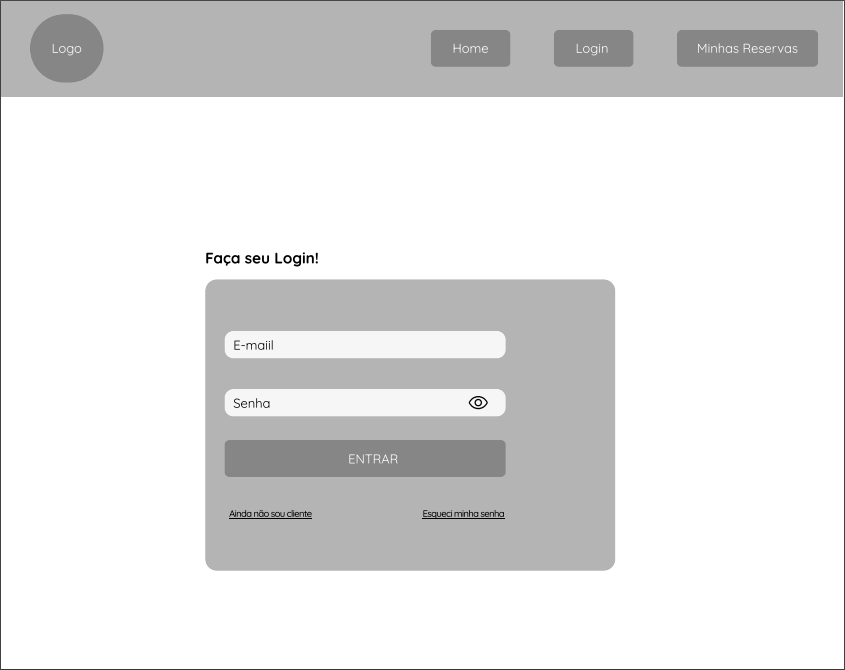 Logo
Home
Login
Minhas Reservas
Faça seu Login!
E-maiil
Senha
ENTRAR
Ainda não sou cliente
Esqueci minha senha